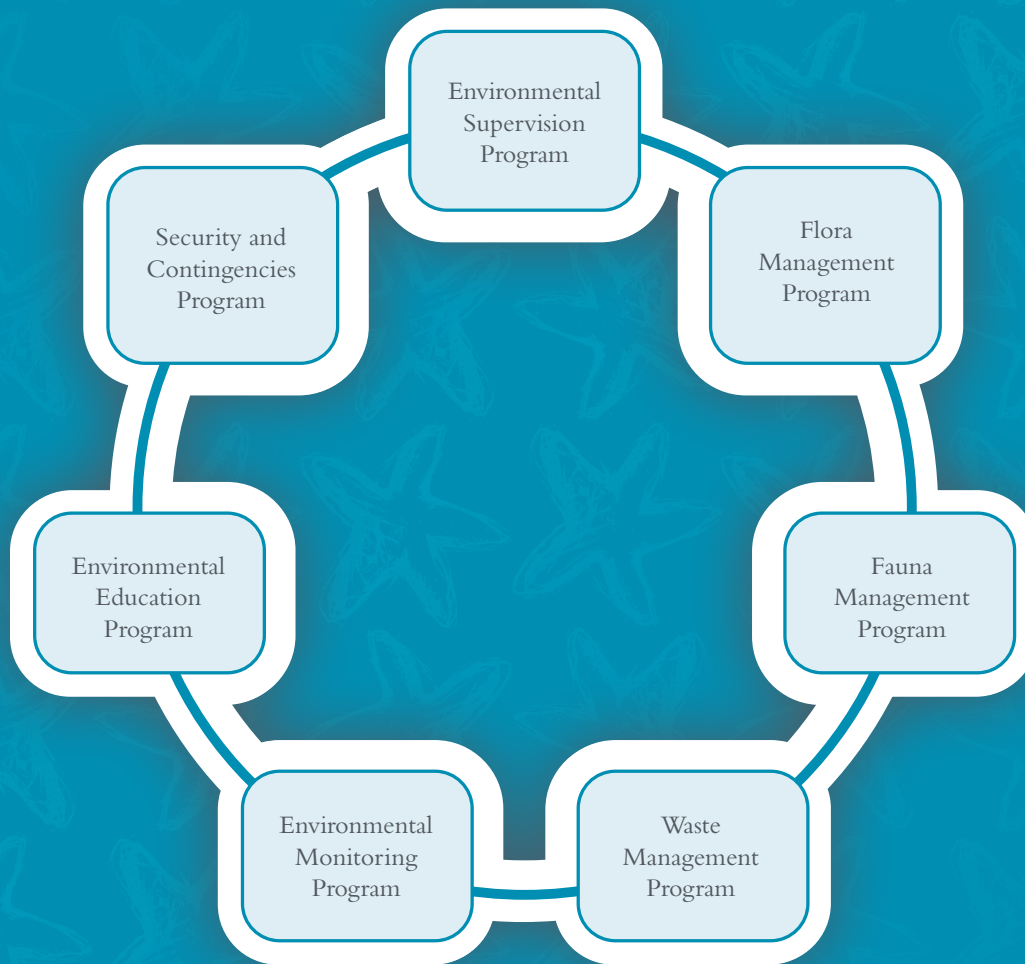 Environmental
Supervision
Program
Flora
Management
Program
Fauna
Management
Program
Waste
Management
Program
Environmental
Monitoring
Program
Environmental
Education
Program
Security and
Contingencies
Program